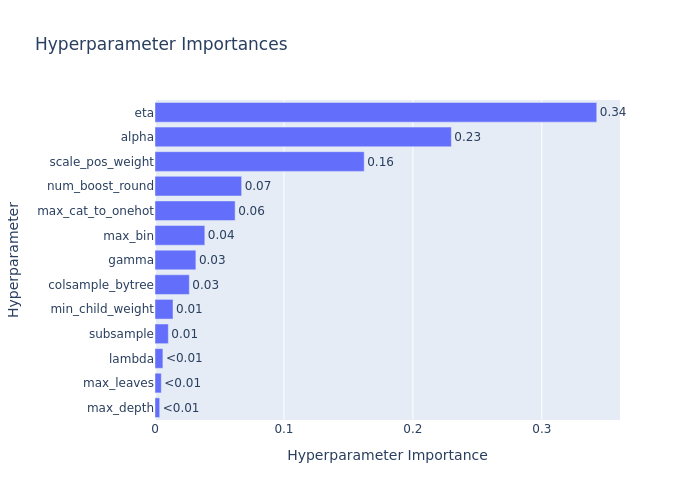 Hyperparameter Importances
Hyperparameter
eta 0.34
alpha 0.23
scale_pos_weight 0.16
num_boost_round 0.07
max_cat_to_onehot 0.06
max_bin 0.04
gamma 0.03
colsample_bytree 0.03
min_child_weight 0.01
subsample 0.01
lambda <0.01
max_leaves <0.01
max_depth <0.01
0 0.1 0.2 0.3
Hyperparameter Importance